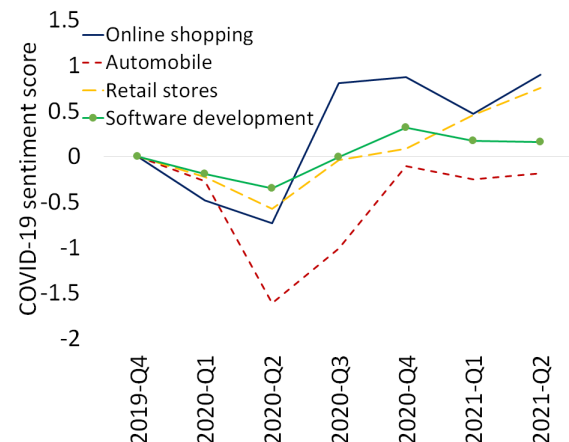 COVID-19 sentiment score
1.5
1
0.5
0
-0.5
-1
-1.5
-2
Online shopping
Automobile
Retail stores
Software development
2019-Q4
2020-Q1
2020-Q2
2020-Q3
2020-Q4
2021-Q1
2021-Q2